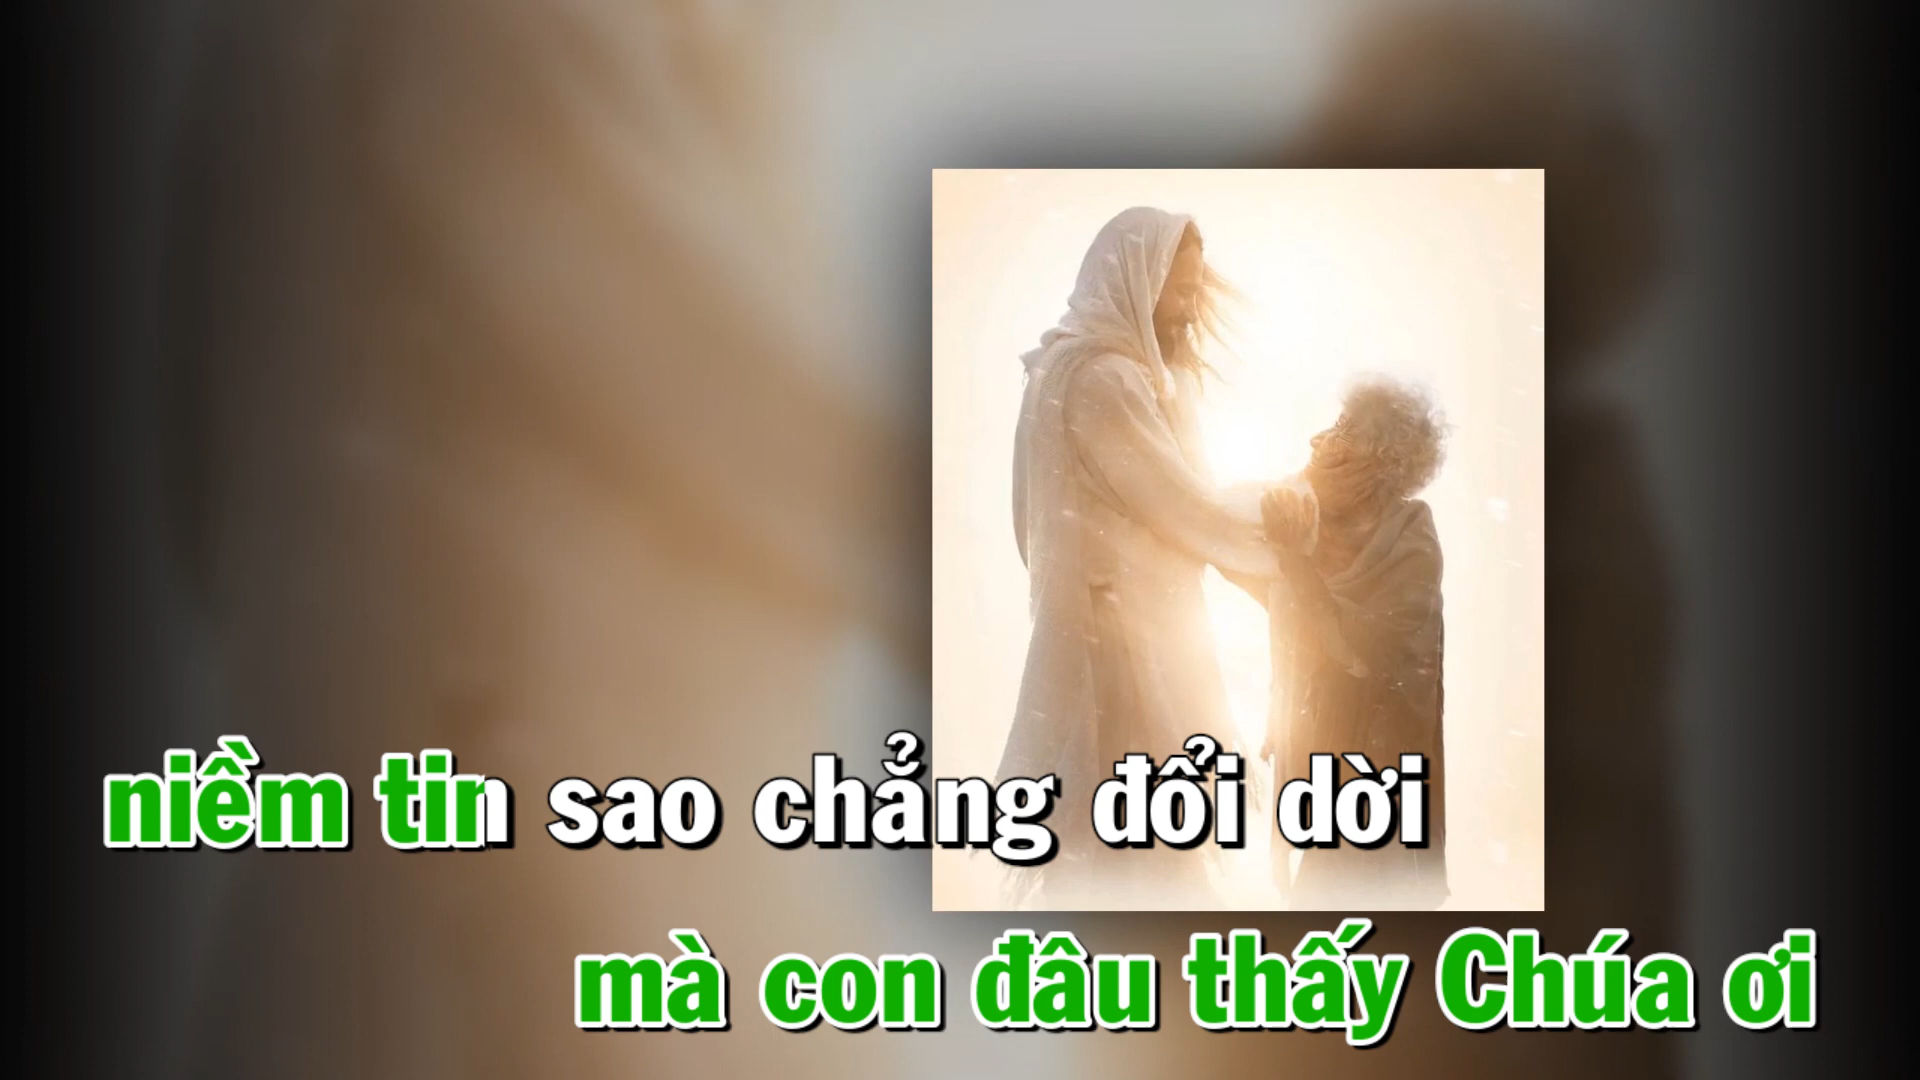 niềm tin sao chẳng đổi dời
mà con đâu thấy Chúa ơi